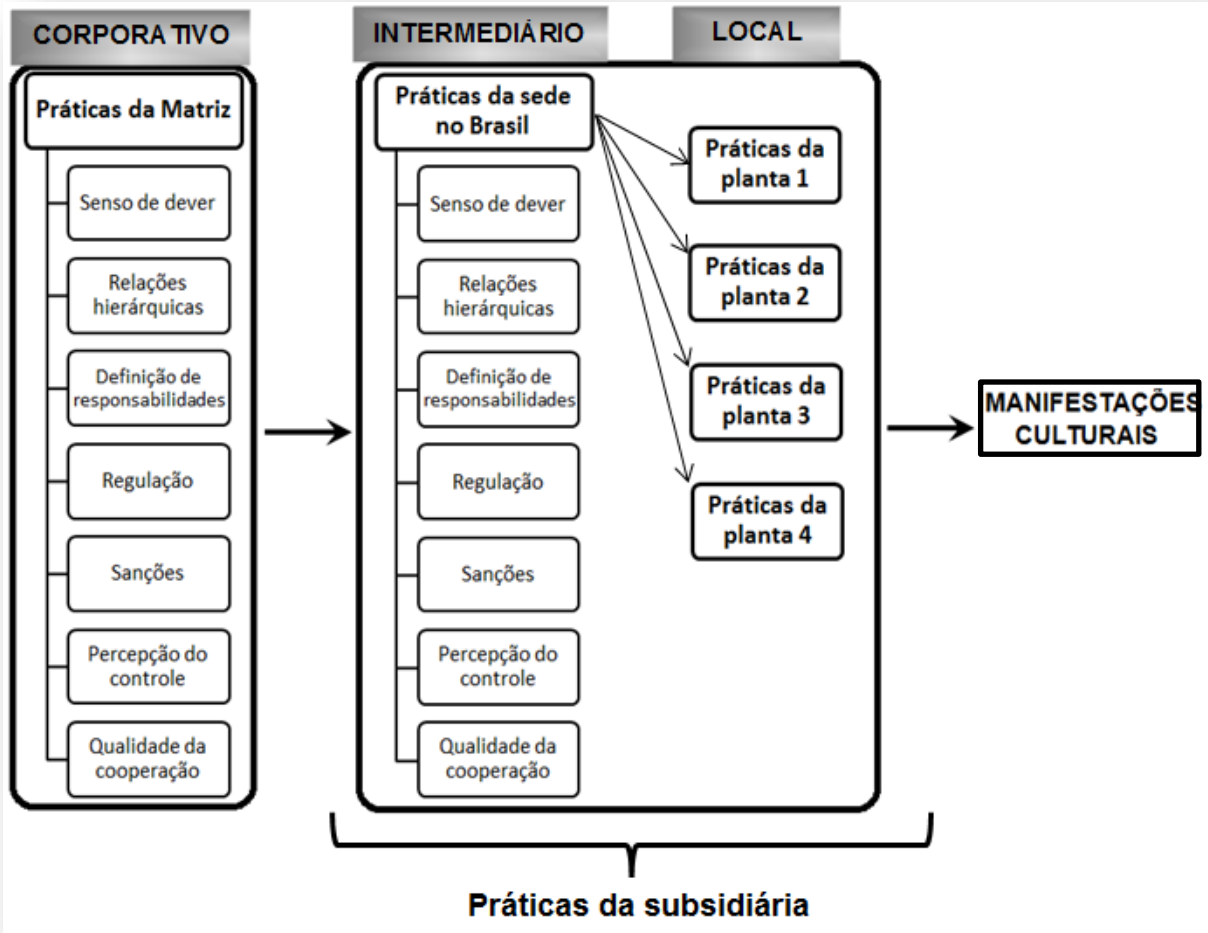 CORPORATIVO
Práticas da Matriz
Senso de dever
Relações
hierárquicas
Definição de
responsabilidades
Regulação
Sanções
Percepção do
controle
Qualidade da
cooperação
INTERMEDIÁRIO
Práticas da sede
no Brasil
Senso de dever
Relações
hierárquicas
Definição de
responsabilidades
Regulação
Sanções
Percepção do
controle
Qualidade da
cooperação
LOCAL
Práticas da
planta 1
Práticas da
planta 2
Práticas da
planta 3
Práticas da
planta 4
MANIFESTAÇÕES
CULTURAIS
Práticas da subsidiária